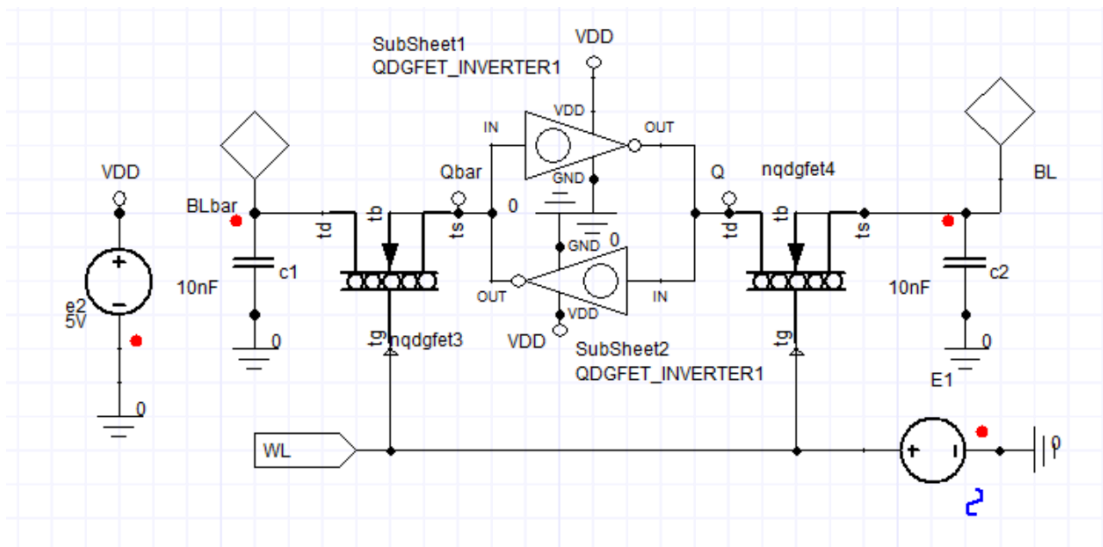 SubSheet1
QDGFET_INVERTER1
VDD
VDD
IN
OUT
GND
0
VDD
BLbar
Qbar
Q
nqdgfet4
BL
td
tb
ts
td
tb
ts
GND
0
e2
5V
10nF
c1
OUT
IN
VDD
10nF
c2
tg
nqdgfet3
VDD
tg
0
0
SubSheet2
QDGFET_INVERTER1
E1
0
WL
0